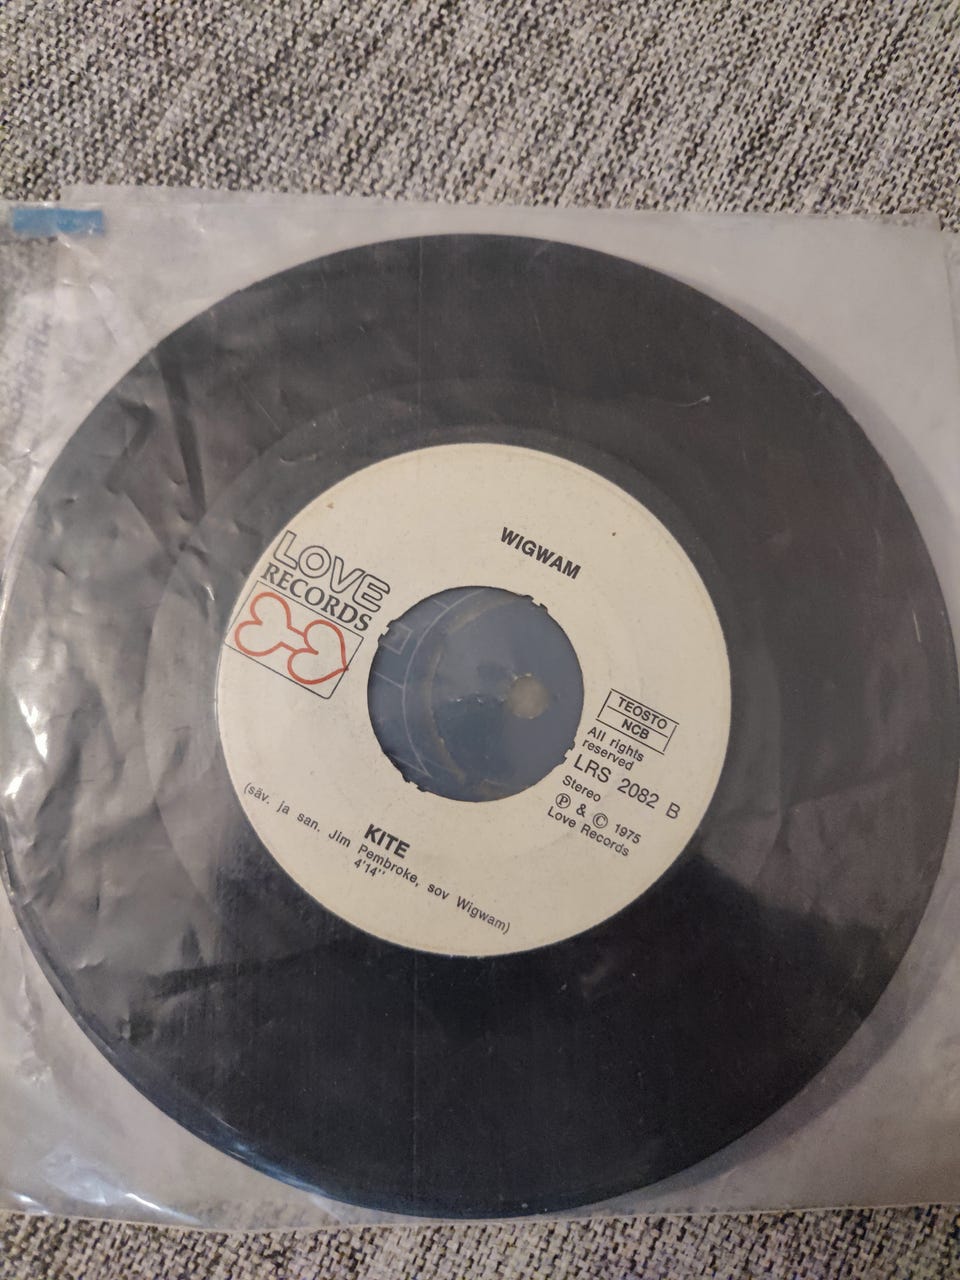 WIGWAM
LOVE
RECORDS
TEOSTO
NCB
All rights
reserved
LRS 2082 B
Stereo
Ⓟ & © 1975
Love Records
KITE
(säv. ja san. Jim Pembroke, sov Wigwam)
4'14"